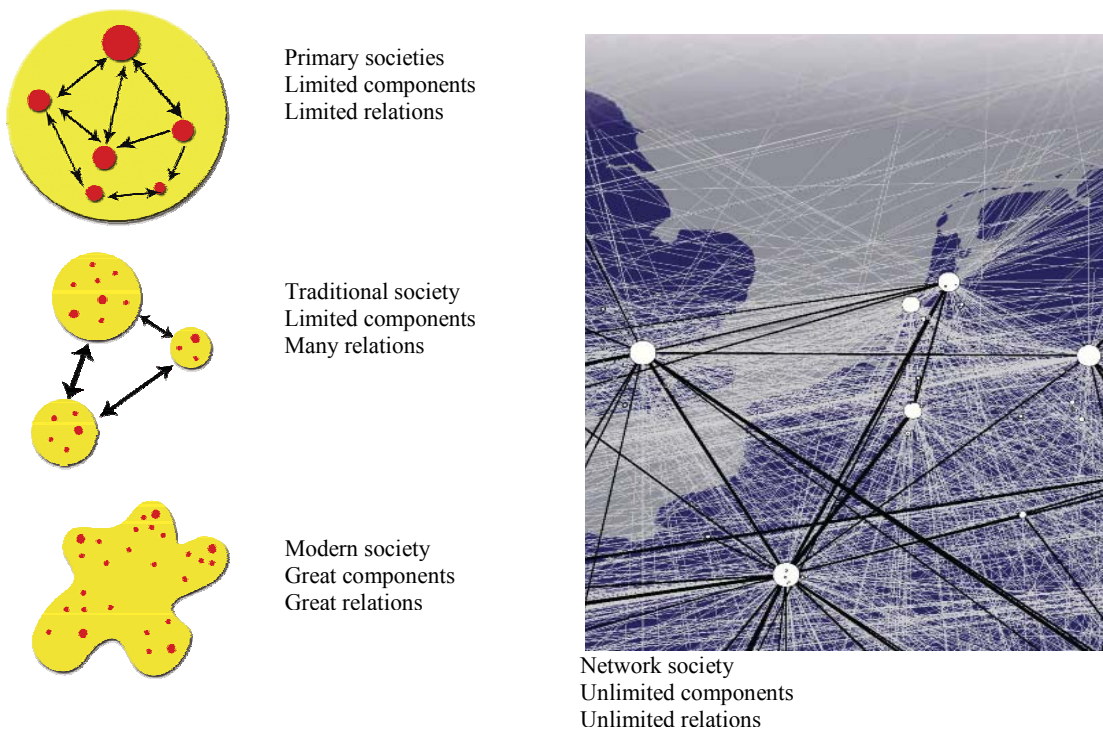 Primary societies
Limited components
Limited relations
Traditional society
Limited components
Many relations
Modern society
Great components
Great relations
Network society
Unlimited components
Unlimited relations